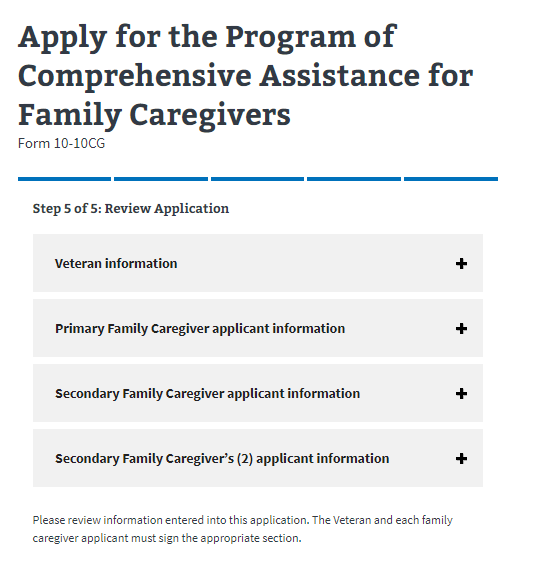 Apply for the Program of
Comprehensive Assistance for
Family Caregivers
Form 10-10CG
Step 5 of 5: Review Application
Veteran information
Primary Family Caregiver applicant information
Secondary Family Caregiver applicant information
Secondary Family Caregiver’s (2) applicant information
Please review information entered into this application. The Veteran and each family
caregiver applicant must sign the appropriate section.